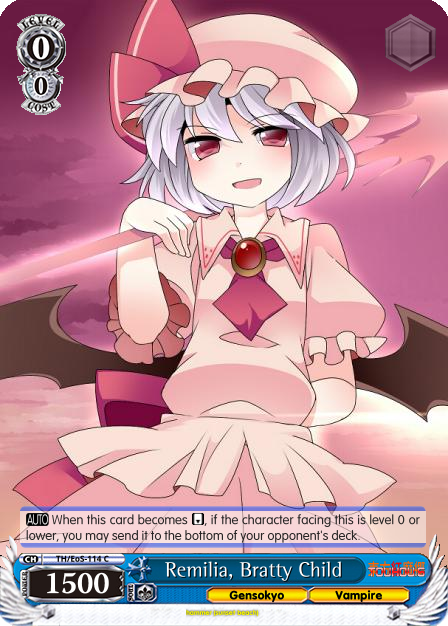 LEVEL
0
0
COST
AUTO When this card becomes , if the character facing this is level 0 or
lower, you may send it to the bottom of your opponent's deck.
CH TH/EoS-114 C
POWER 1500 SOUL Remilia, Bratty Child
Gensokyo Vampire